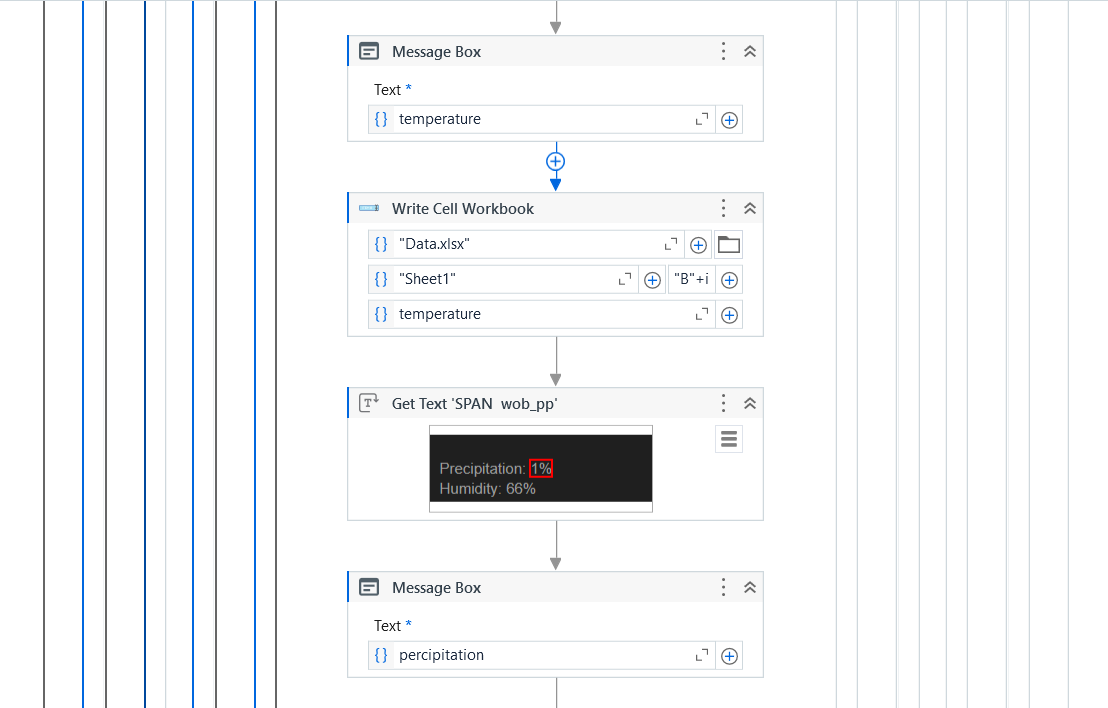 Message Box
Text *
{} temperature
Write Cell Workbook
{} "Data.xlsx"
{} "Sheet1" "B"+i
{} temperature
Get Text 'SPAN  wob_pp'
T
Precipitation: 1%
Humidity: 66%
Message Box
Text *
{} percipitation